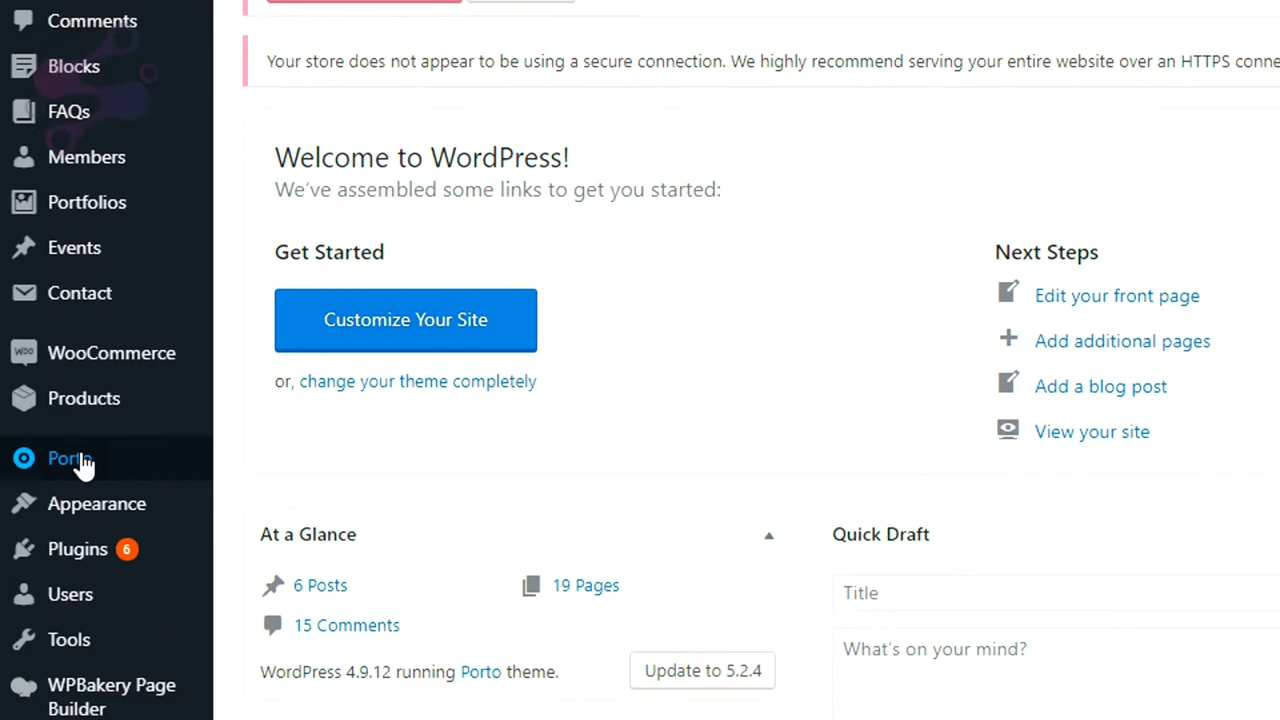 Comments
Blocks
FAQs
Members
Portfolios
Events
Contact
WOO WooCommerce
Products
Porto
Appearance
Plugins 6
Users
Tools
WPBakery Page
Builder
Your store does not appear to be using a secure connection. We highly recommend serving your entire website over an HTTPS conne
Welcome to WordPress!
We've assembled some links to get you started:
Get Started
Customize Your Site
or, change your theme completely
Next Steps
Edit your front page
Add additional pages
Add a blog post
View your site
At a Glance
6 Posts
19 Pages
15 Comments
WordPress 4.9.12 running Porto theme.
Update to 5.2.4
Quick Draft
Title
What's on your mind?